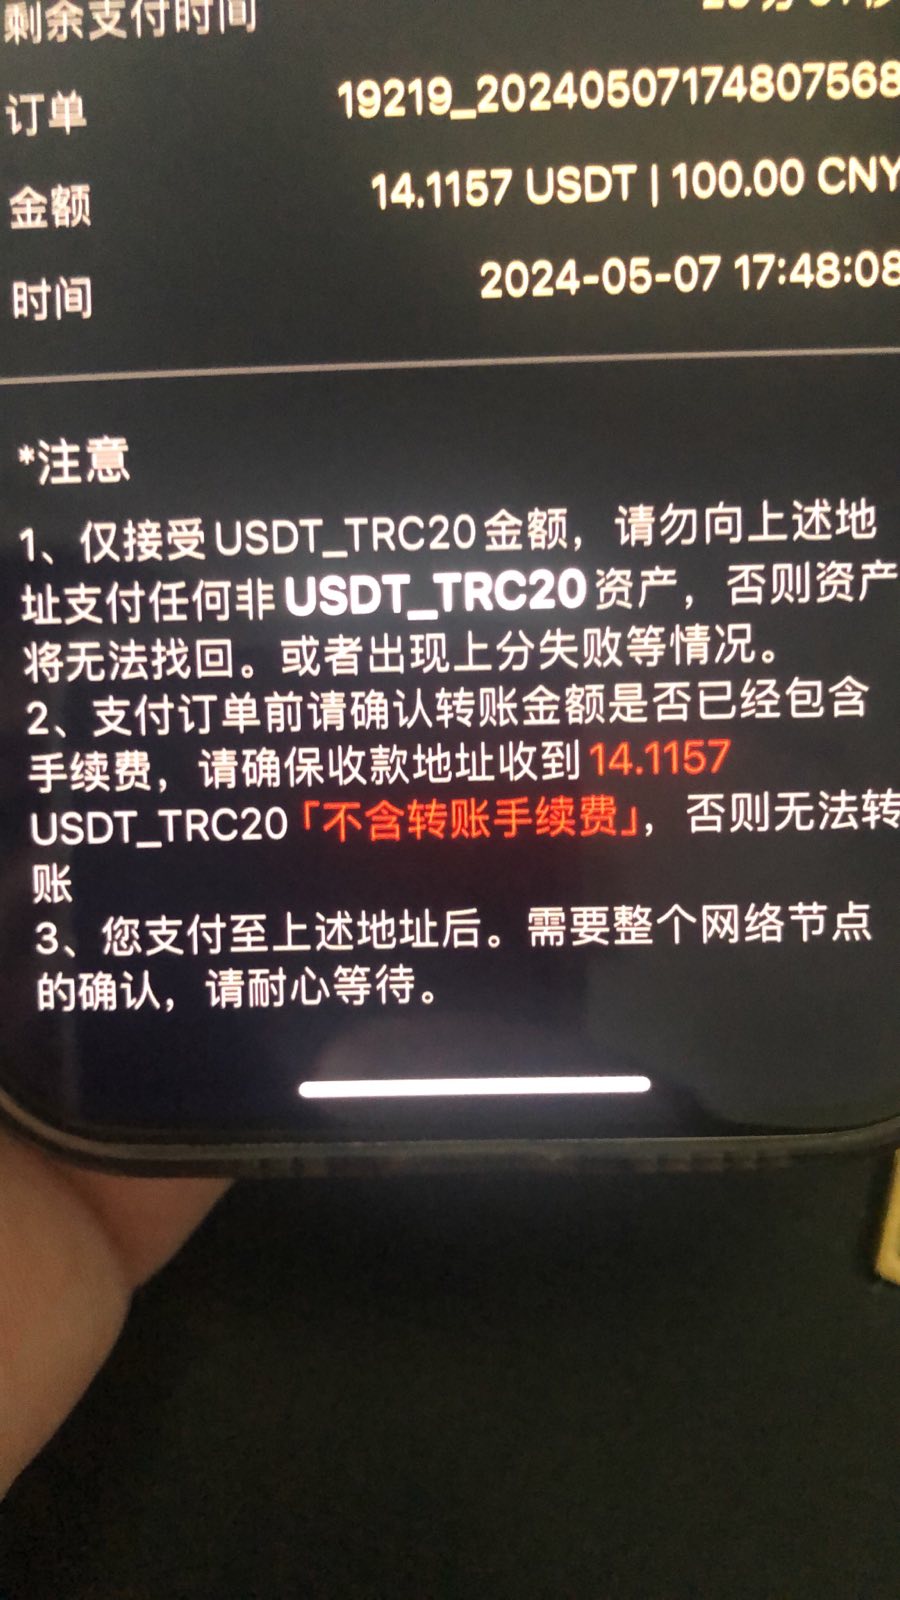 剩余支付时间
订单 19219_20240507174807568
金额 14.1157 USDT | 100.00 CNY
时间 2024-05-07 17:48:08
*注意
1、仅接受USDT_TRC20金额，请勿向上述地
址支付任何非USDT_TRC20资产，否则资产
将无法找回。或者出现上分失败等情况。
2、支付订单前请确认转账金额是否已经包含
手续费，请确保收款地址收到14.1157
USDT_TRC20「不含转账手续费」，否则无法转
账
3、您支付至上述地址后。需要整个网络节点
的确认，请耐心等待。